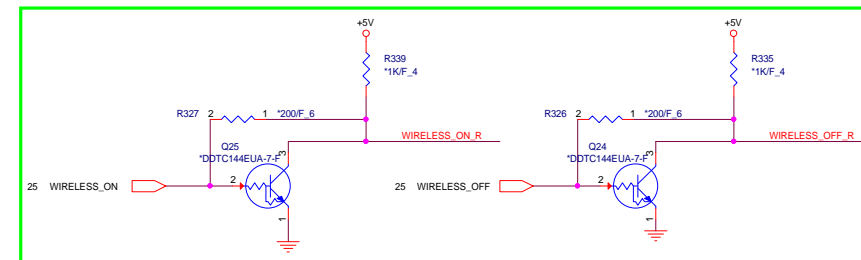 +5V
+5V
R339
*1K/F_4
R335
*1K/F_4
R327 2 1 *200/F_6
R326 2 1 *200/F_6
WIRELESS_ON_R
WIRELESS_OFF_R
Q25
*DDTC144EUA-7-F
3
Q24
*DDTC144EUA-7-F
3
25 WIRELESS_ON 2
25 WIRELESS_OFF 2
1
1